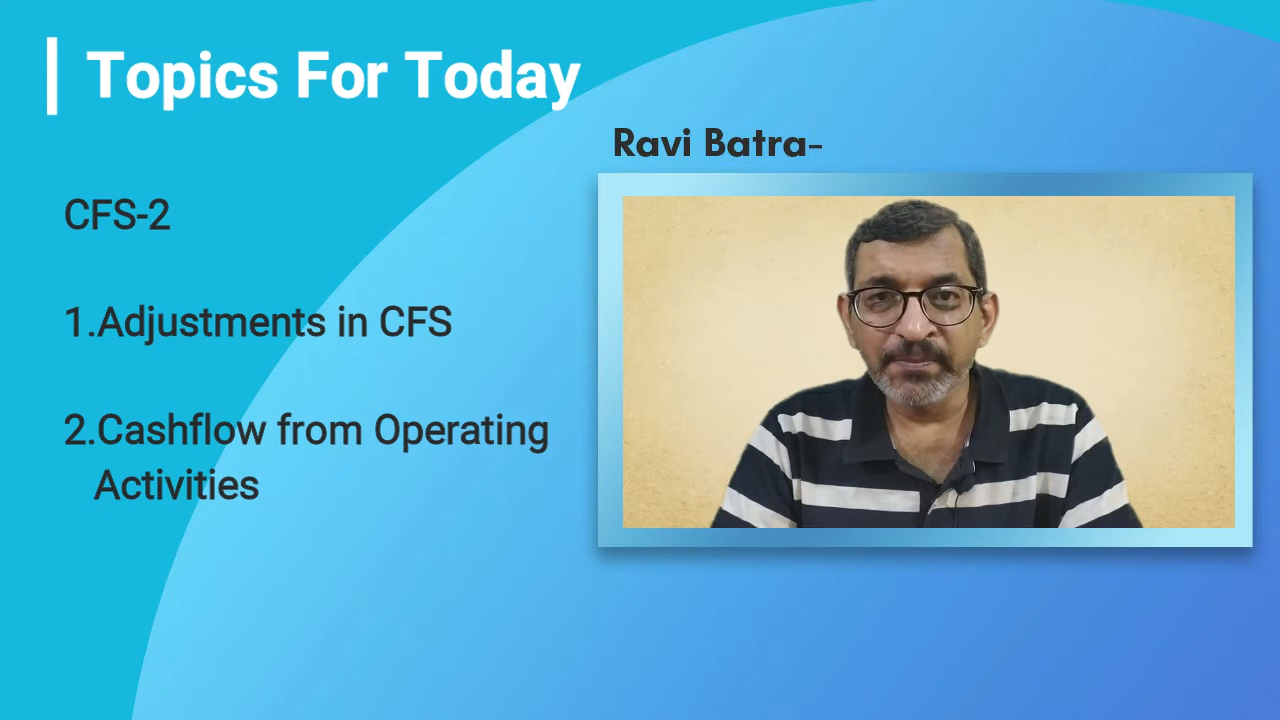 Topics For Today
Ravi Batra-
CFS-2
1.Adjustments in CFS
2.Cashflow from Operating
Activities